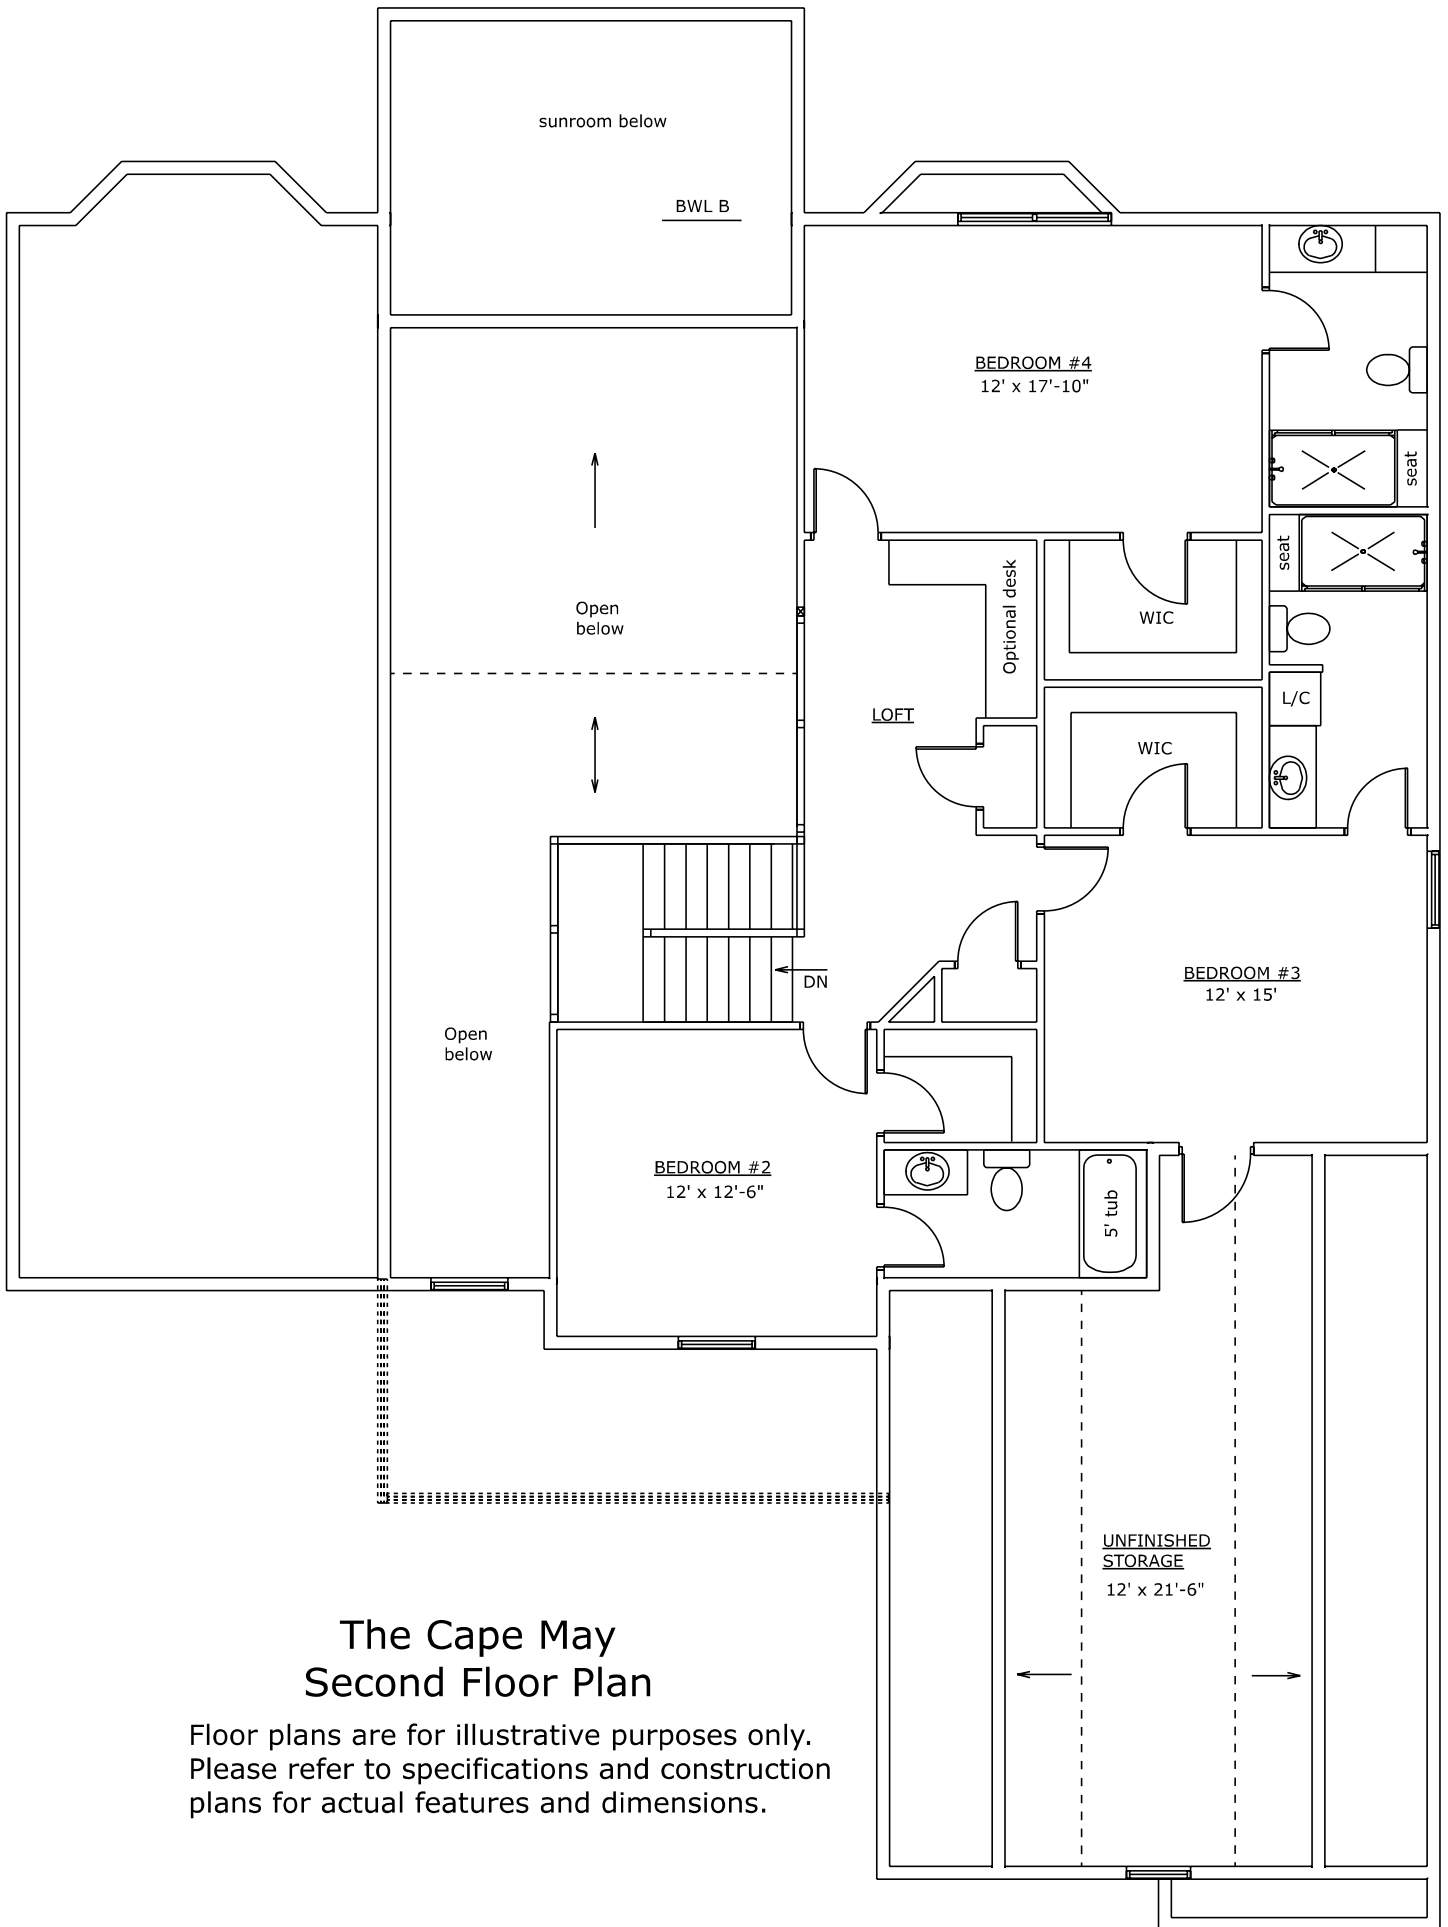 sunroom below
BWL B
BEDROOM #4
12' x 17'-10"
seat
seat
Optional desk
WIC
Open
below
L/C
LOFT
WIC
BEDROOM #3
12' x 15'
DN
Open
below
BEDROOM #2
12' x 12'-6"
5' tub
UNFINISHED
STORAGE
12' x 21'-6"
The Cape May
Second Floor Plan
Floor plans are for illustrative purposes only.
Please refer to specifications and construction
plans for actual features and dimensions.